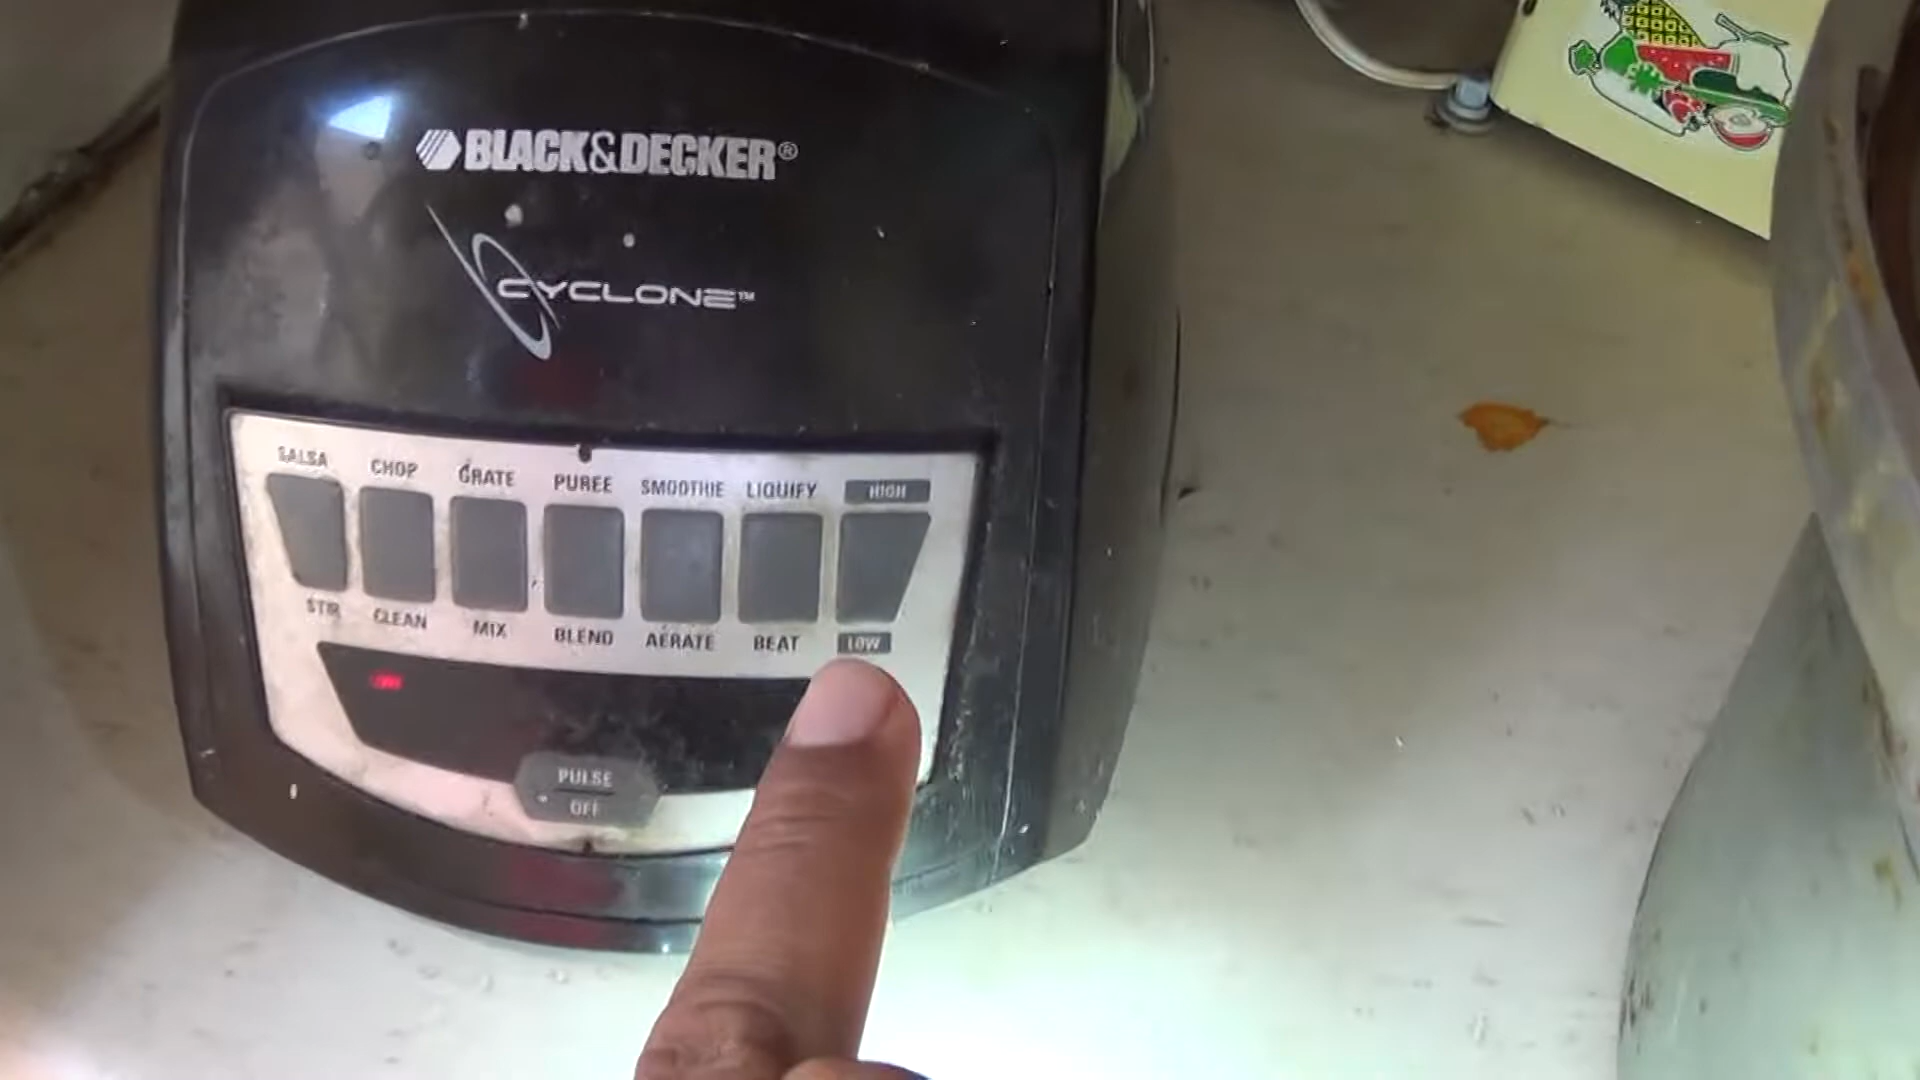 BLACK&DECKER®
CYCLONE™
SALSA CHOP GRATE PUREE SMOOTHIE LIQUIFY HIGH
STIR CLEAN MIX BLEND AERATE BEAT LOW
PULSE
OFF